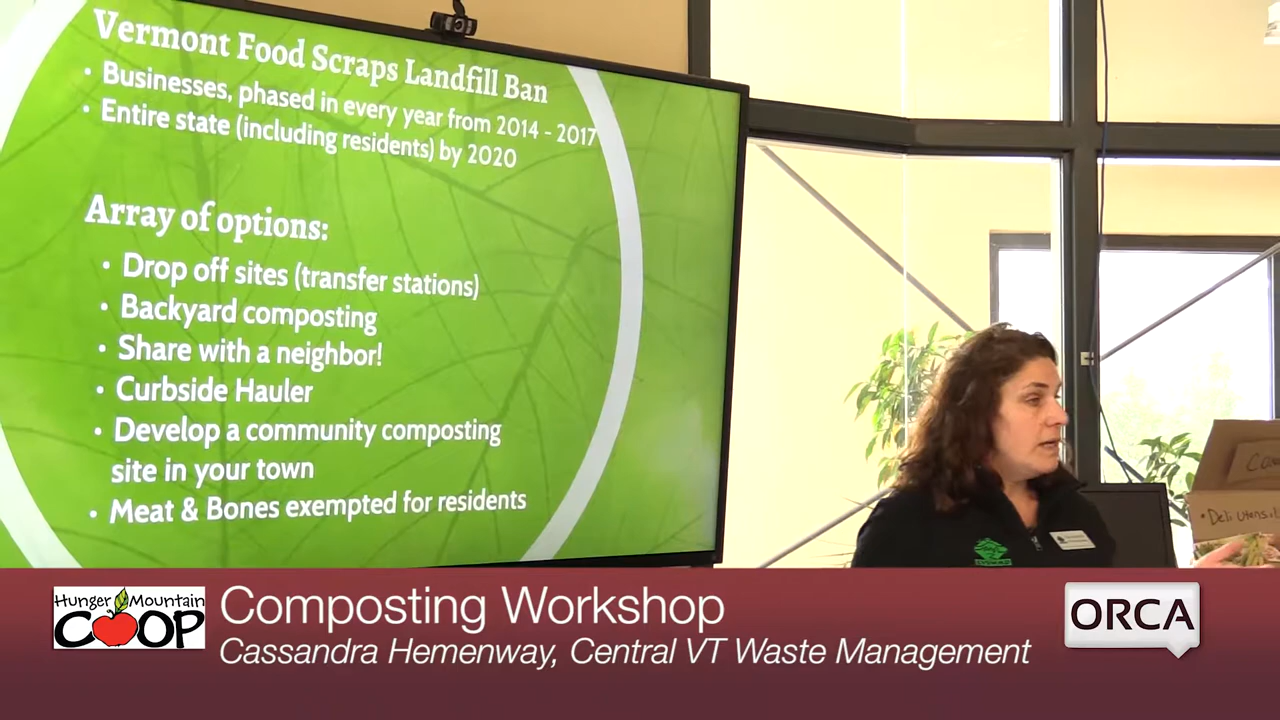 Vermont Food Scraps Landfill Ban
• Businesses, phased in every year from 2014 - 2017
• Entire state (including residents) by 2020
Array of options:
• Drop off sites (transfer stations)
• Backyard composting
• Share with a neighbor!
• Curbside Hauler
• Develop a community composting
site in your town
• Meat & Bones exempted for residents
• Deli
Hunger Mountain
COOP
Composting Workshop
Cassandra Hemenway, Central VT Waste Management
ORCA